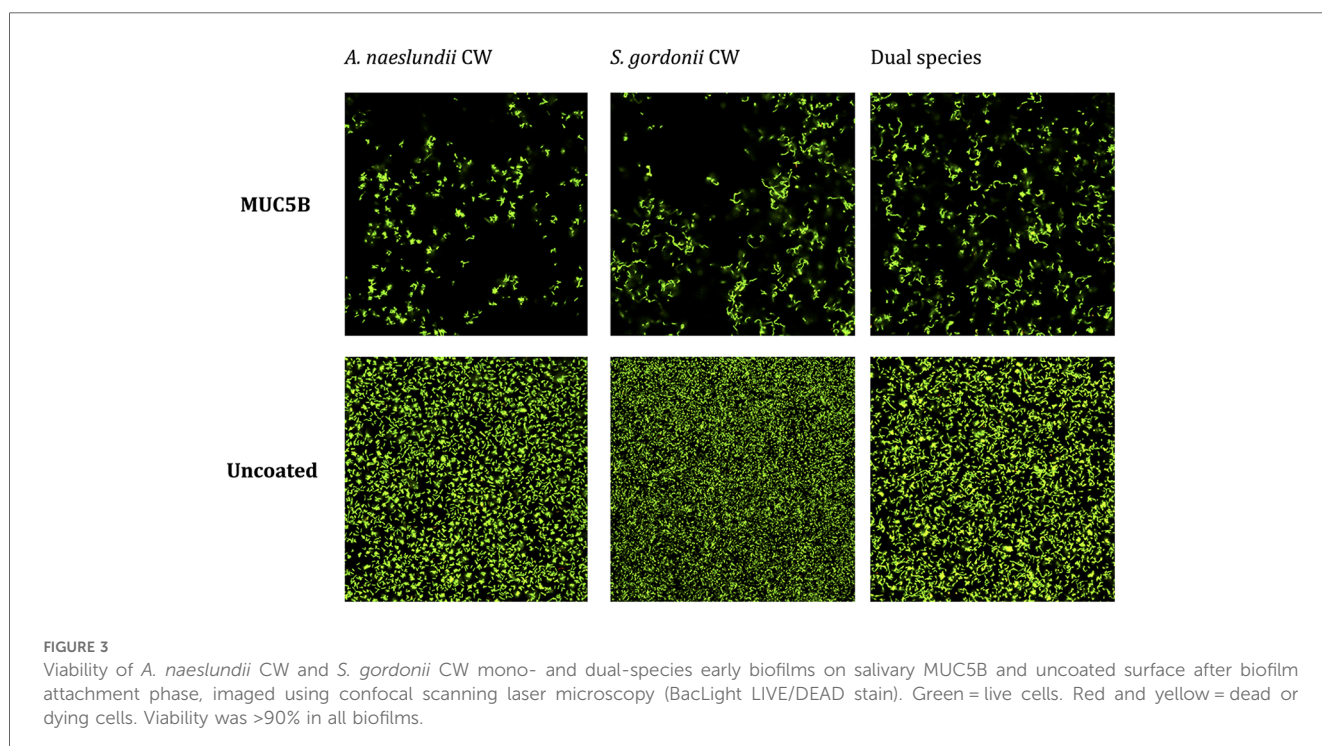 A. naeslundii CW S. gordonii CW Dual species
MUC5B
Uncoated
FIGURE 3
Viability of A. naeslundii CW and S. gordonii CW mono- and dual-species early biofilms on salivary MUC5B and uncoated surface after biofilm
attachment phase, imaged using confocal scanning laser microscopy (BacLight LIVE/DEAD stain). Green = live cells. Red and yellow = dead or
dying cells. Viability was >90% in all biofilms.